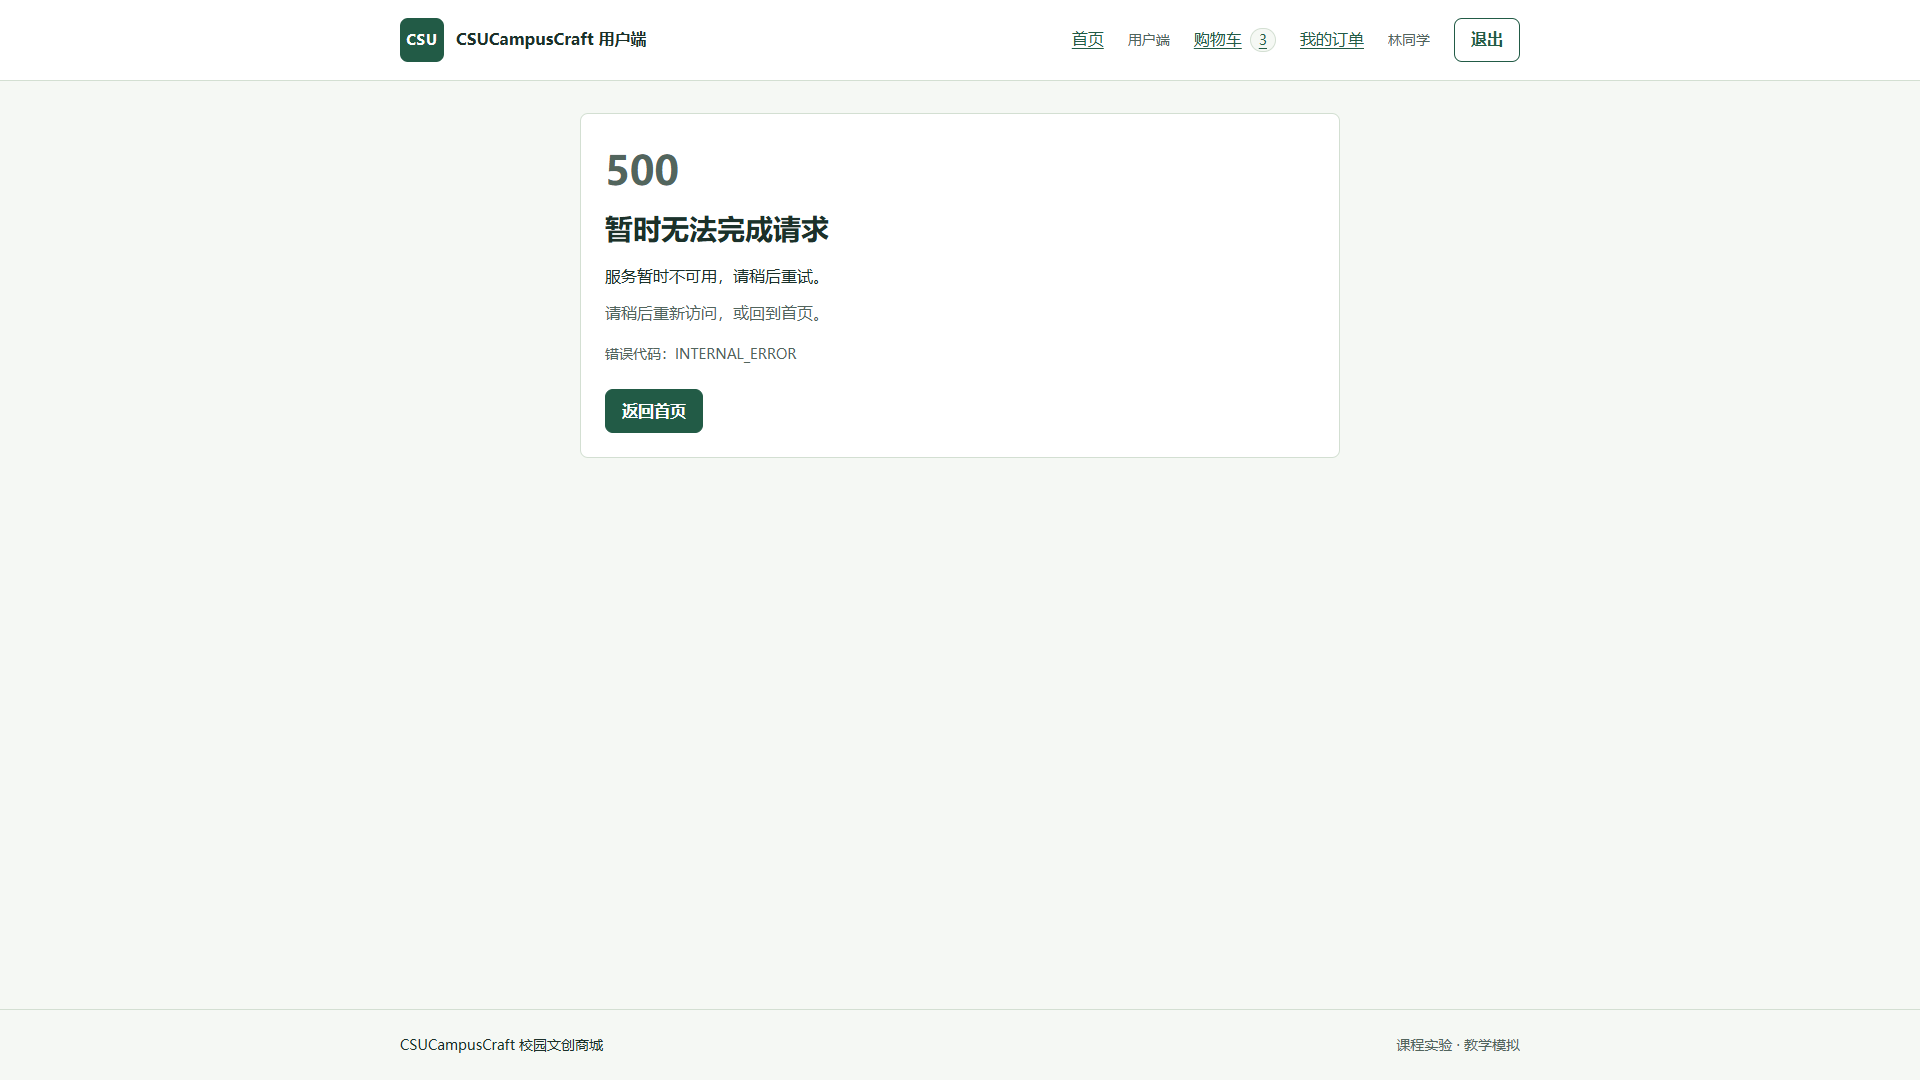 CSU CSUCampusCraft 用户端 首页 用户端 购物车 3 我的订单 林同学 退出
500
暂时无法完成请求
服务暂时不可用，请稍后重试。
请稍后重新访问，或回到首页。
错误代码：INTERNAL_ERROR
返回首页
CSUCampusCraft 校园文创商城 课程实验 · 教学模拟